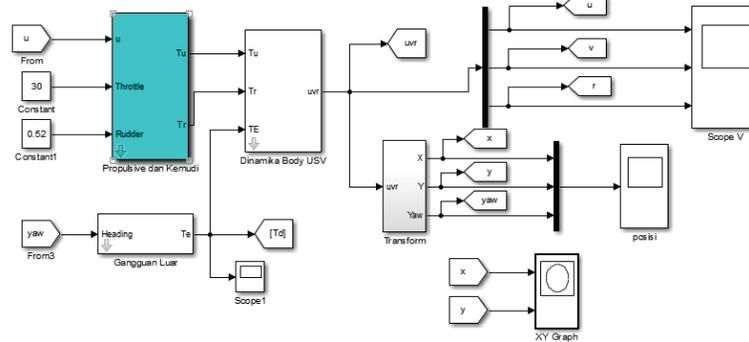 u
From
30
Constant
0.52
Constant1
u
Throttle
Rudder
Tu
Tr
Propulsive dan Kemudi
Tu
Tr
TE
uvr
Dinamika Body USV
uvr
u
v
r
Scope V
uvr
X
Y
Yaw
Transform
x
y
yaw
posisi
yaw
From3
Heading
Te
Gangguan Luar
[Td]
Scope1
x
y
XY Graph